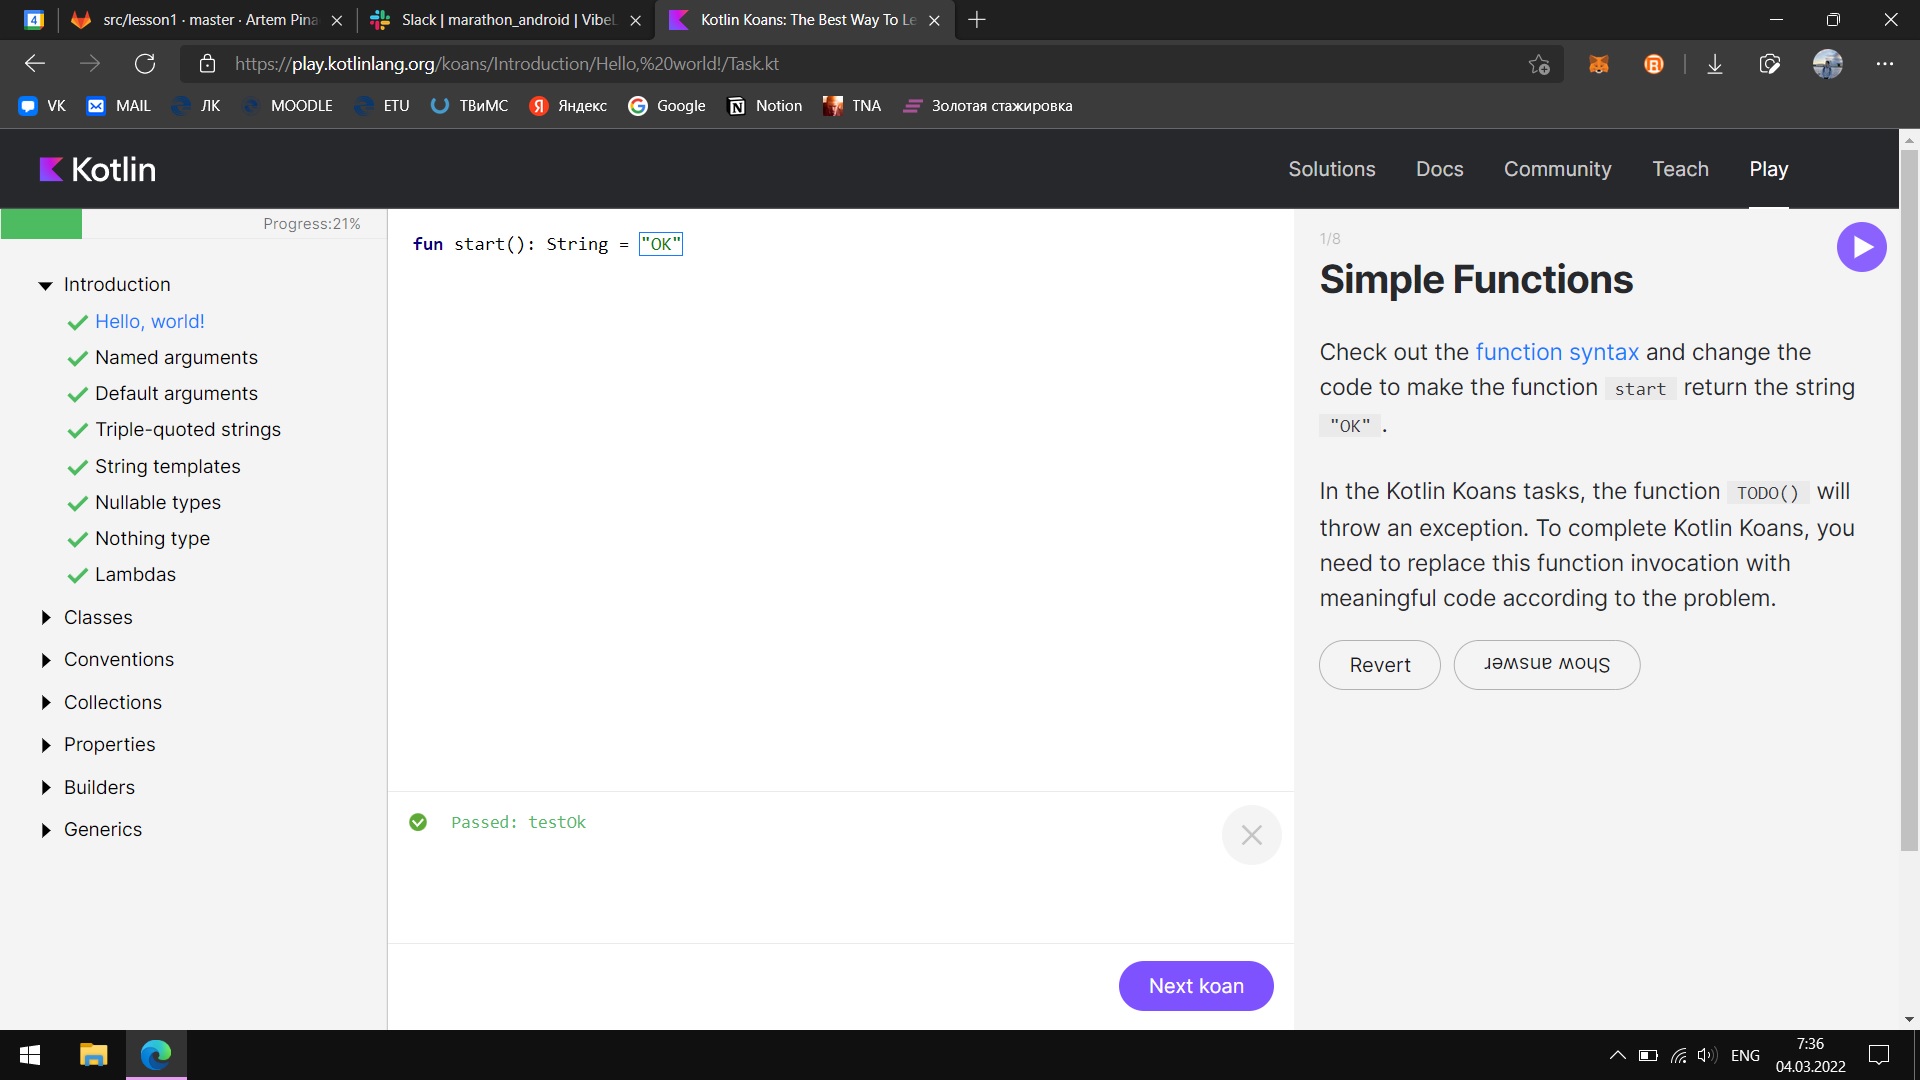 4
src/lesson1 · master · Artem Pina
Slack | marathon_android | VibeL
Kotlin Koans: The Best Way To Le
https://play.kotlinlang.org/koans/Introduction/Hello,%20world!/Task.kt
VK
MAIL
ЛК
MOODLE
ETU
ТВиМС
Яндекс
Google
Notion
TNA
Золотая стажировка
Kotlin
Solutions
Docs
Community
Teach
Play
Progress:21%
Introduction
Hello, world!
Named arguments
Default arguments
Triple-quoted strings
String templates
Nullable types
Nothing type
Lambdas
Classes
Conventions
Collections
Properties
Builders
Generics
fun start(): String = "OK"
Passed: testOk
Next koan
1/8
Simple Functions
Check out the function syntax and change the
code to make the function start return the string
"OK" .
In the Kotlin Koans tasks, the function TODO() will
throw an exception. To complete Kotlin Koans, you
need to replace this function invocation with
meaningful code according to the problem.
Revert
Show answer
ENG
7:36
04.03.2022